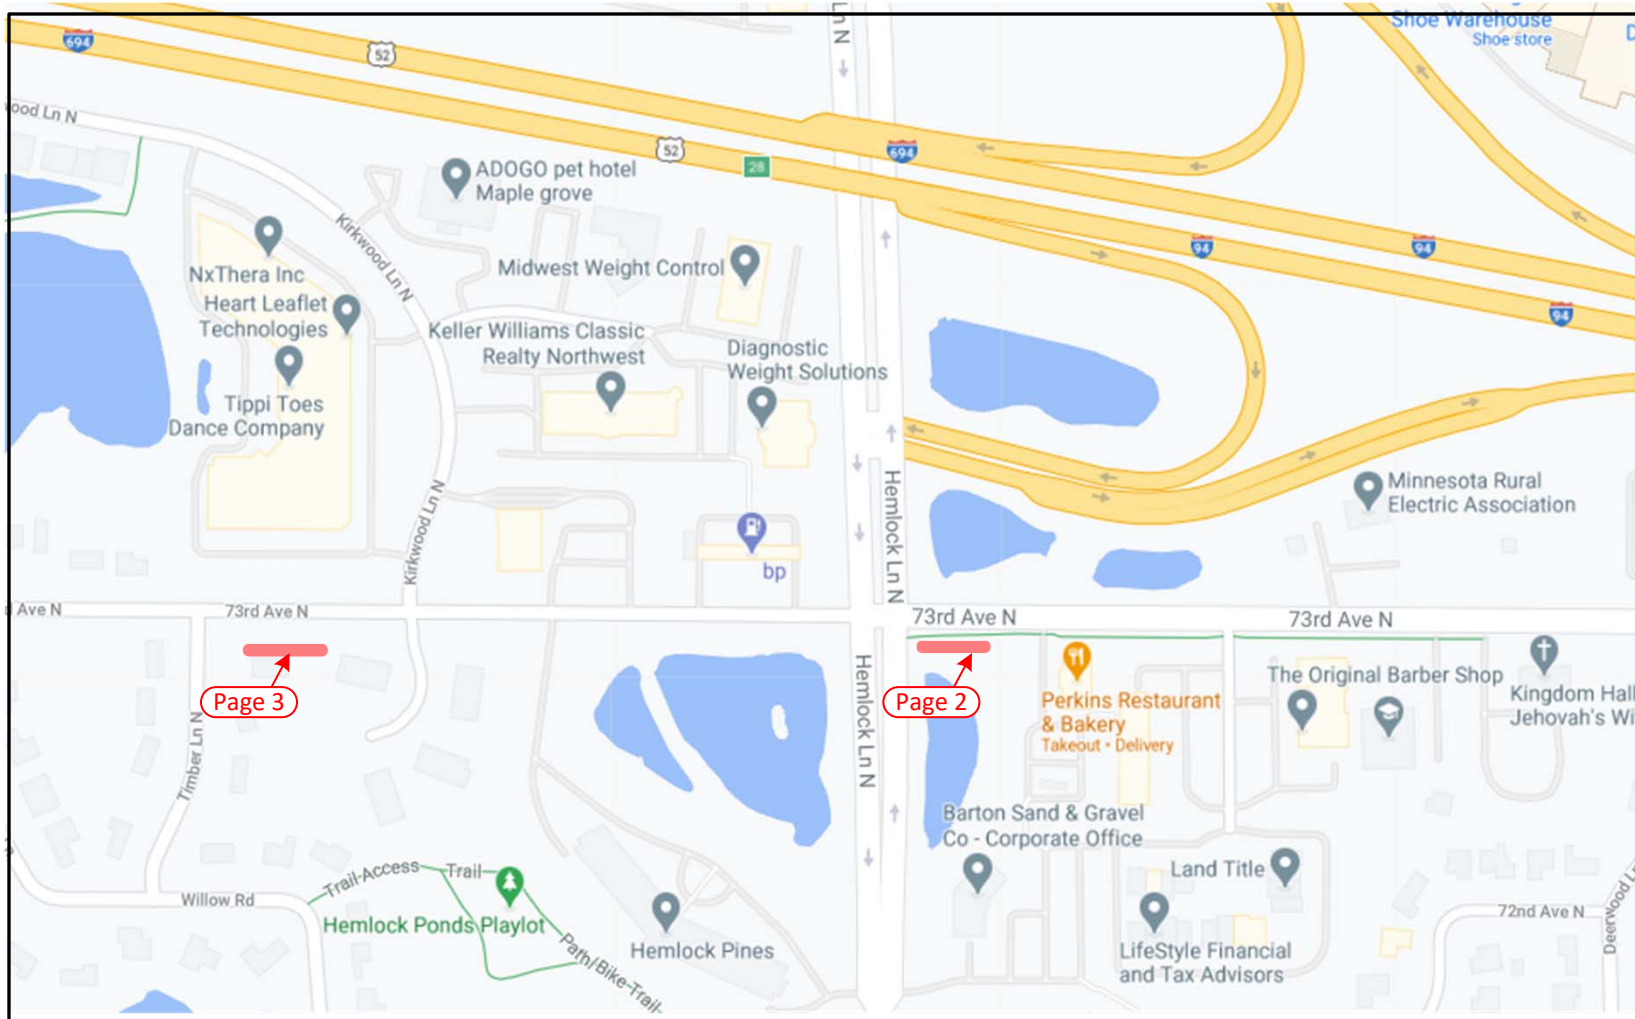 Ln N
Shoe Warehouse
Shoe store
694
52
ood Ln N
52
28
694
ADOGO pet hotel
Maple grove
Kirkwood Ln N
94
94
94
NxThera Inc
Midwest Weight Control
Heart Leaflet
Technologies
Keller Williams Classic
Realty Northwest
Diagnostic
Weight Solutions
Tippi Toes
Dance Company
Kirkwood Ln N
Hemlock Ln N
Minnesota Rural
Electric Association
bp
Ave N
73rd Ave N
73rd Ave N
73rd Ave N
Page 3
Page 2
Timber Ln N
Hemlock Ln N
Perkins Restaurant
& Bakery
Takeout • Delivery
The Original Barber Shop
Kingdom Hall
Jehovah's Wi
Barton Sand & Gravel
Co - Corporate Office
Land Title
Trail Access
Trail
Willow Rd
Hemlock Ponds Playlot
Path/Bike-Trail
Hemlock Pines
LifeStyle Financial
and Tax Advisors
72nd Ave N
Deerwood L